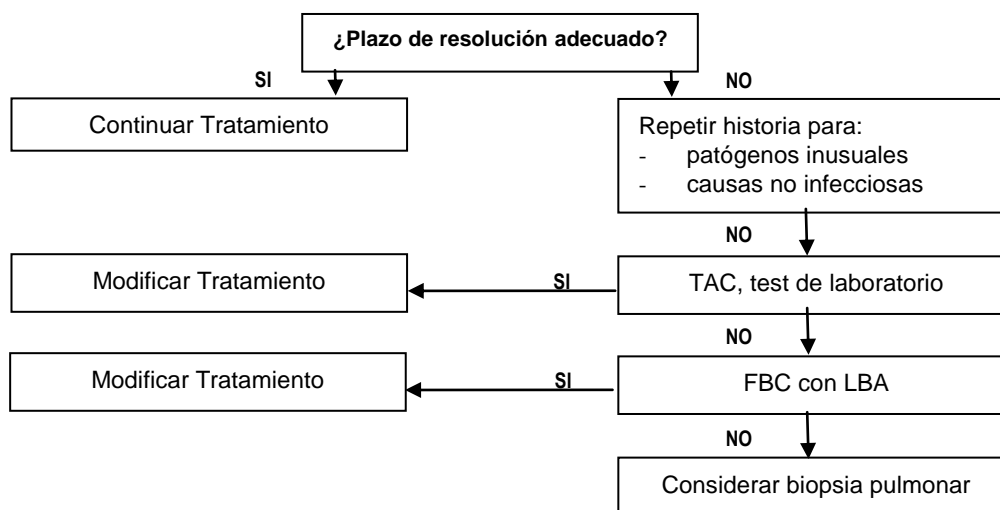 ¿Plazo de resolución adecuado?
SI
NO
Continuar Tratamiento
Repetir historia para:
- patógenos inusuales
- causas no infecciosas
NO
Modificar Tratamiento
SI
TAC, test de laboratorio
NO
Modificar Tratamiento
SI
FBC con LBA
NO
Considerar biopsia pulmonar